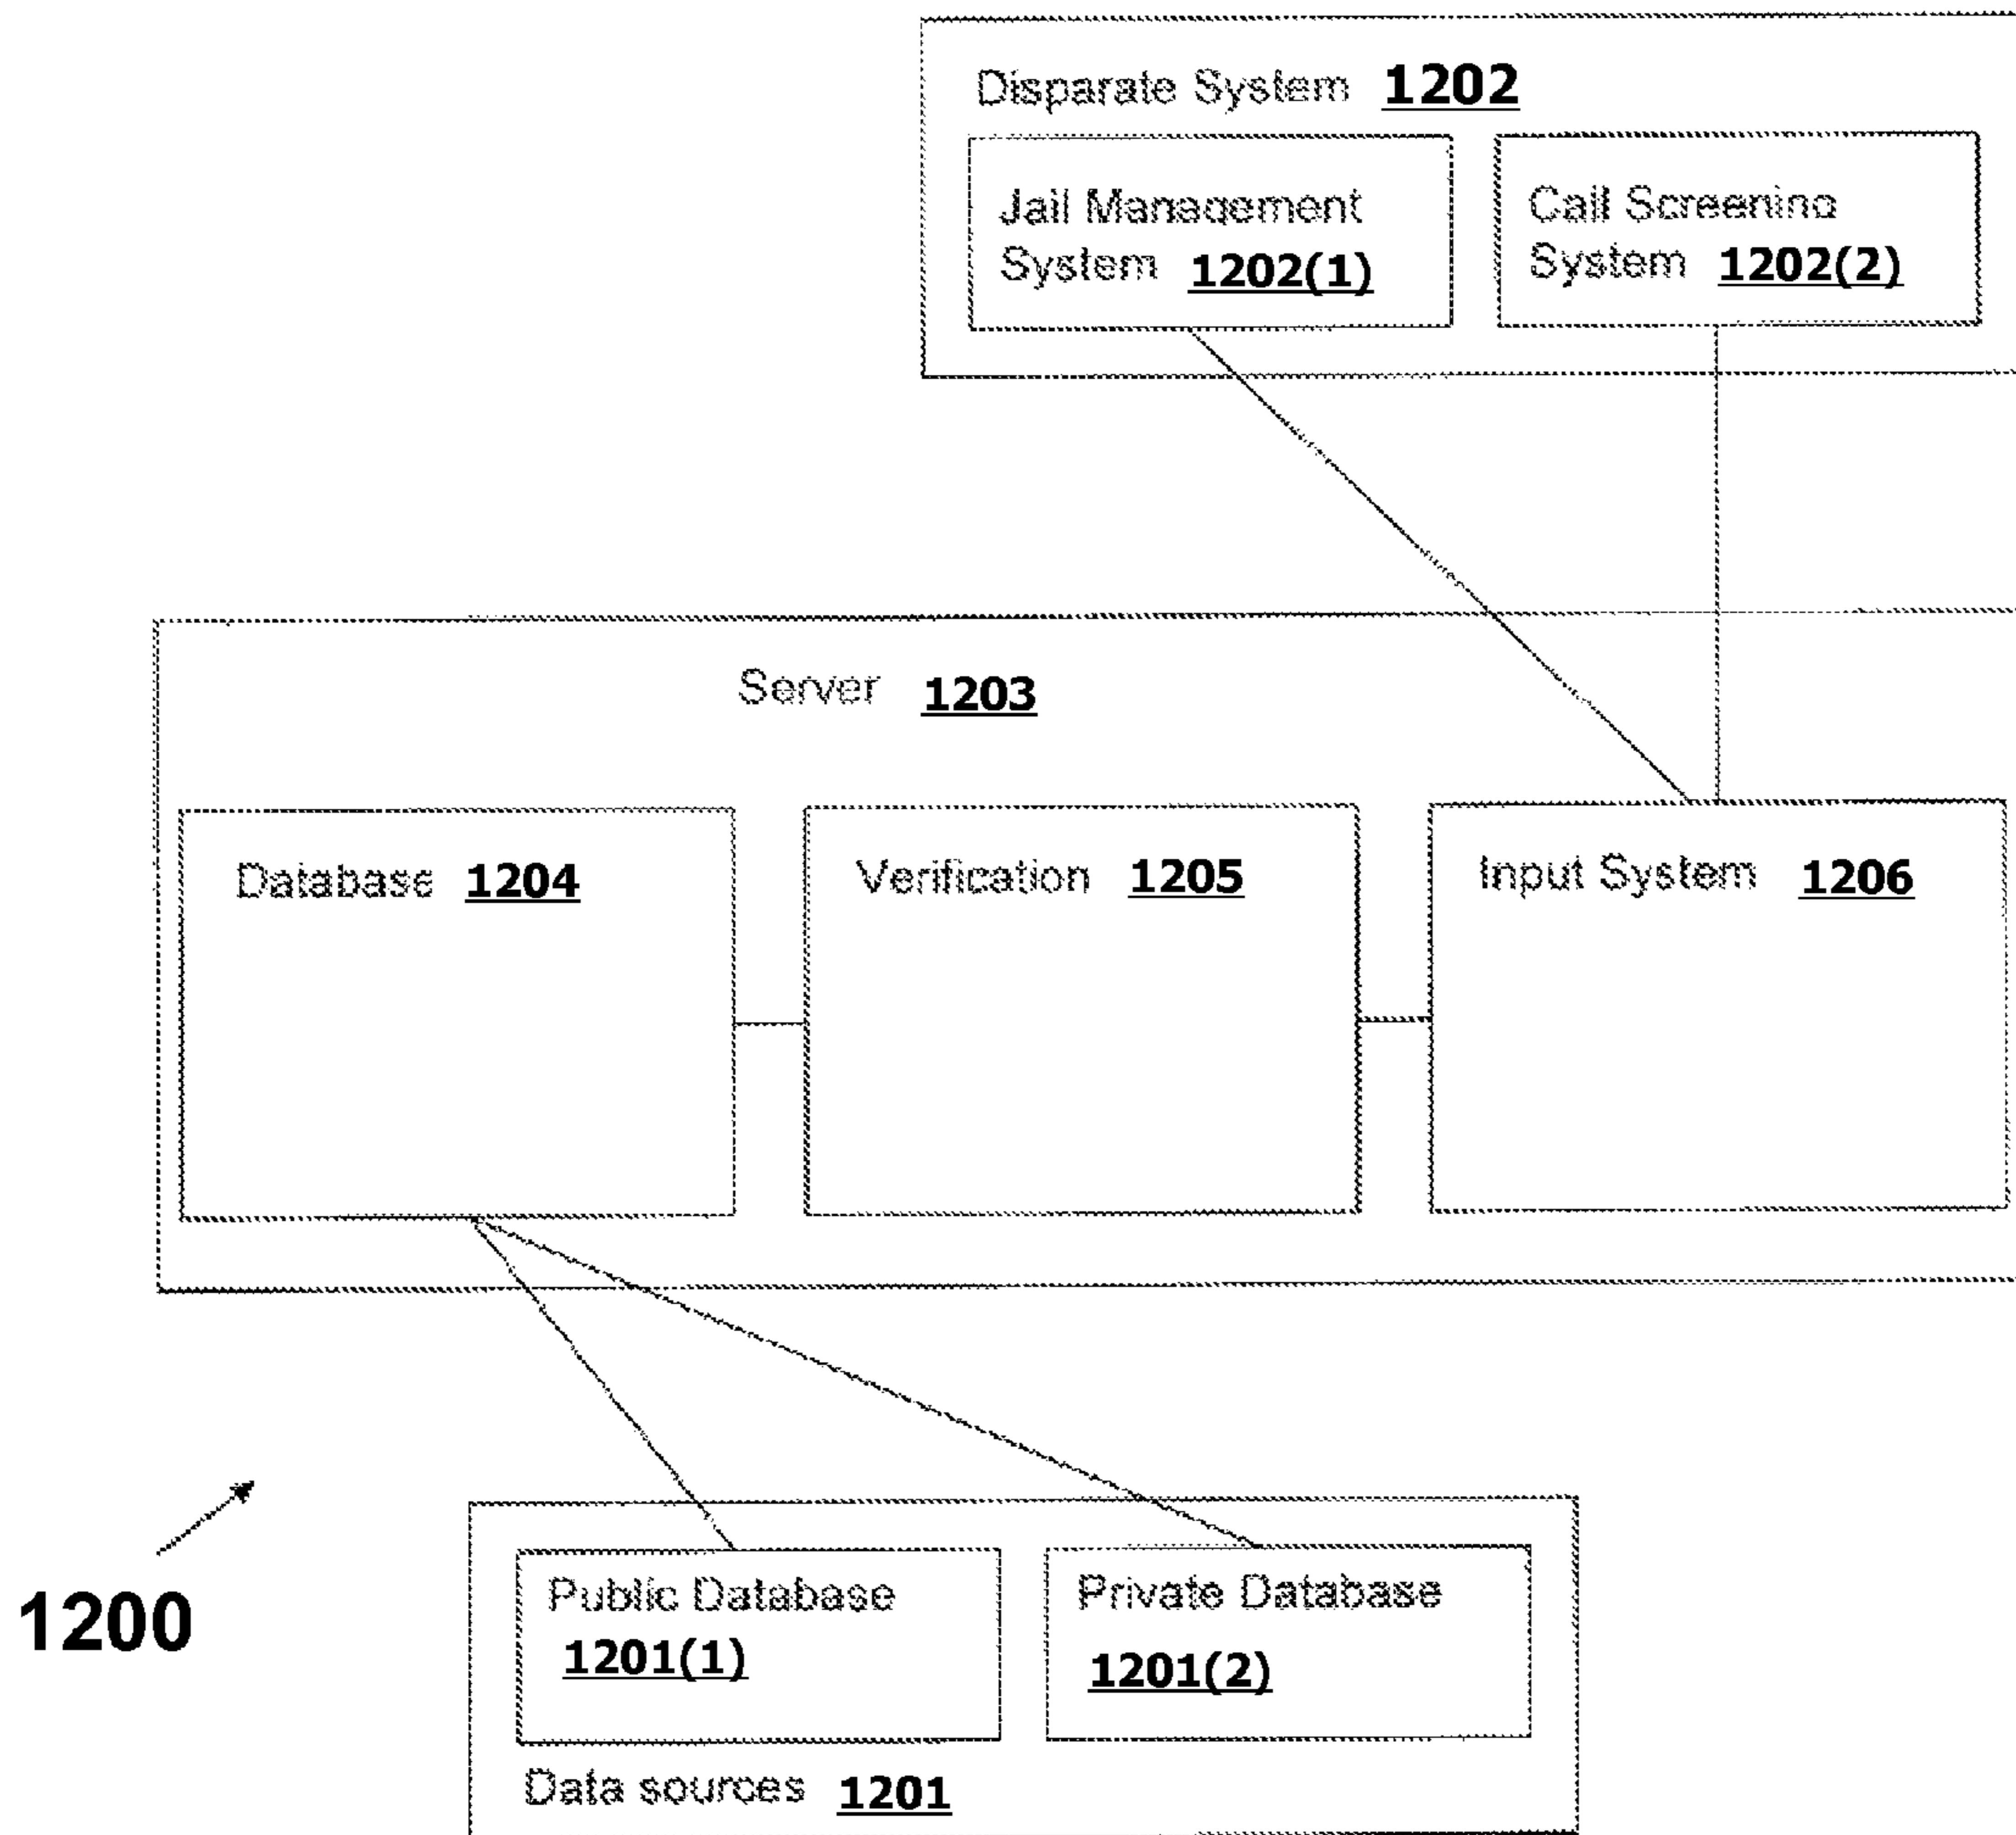 Disparate System 1202
Jail Management
System 1202(1)
Call Screening
System 1202(2)
Server 1203
Database 1204
Verification 1205
Input System 1206
1200
Public Database
1201(1)
Private Database
1201(2)
Data sources 1201